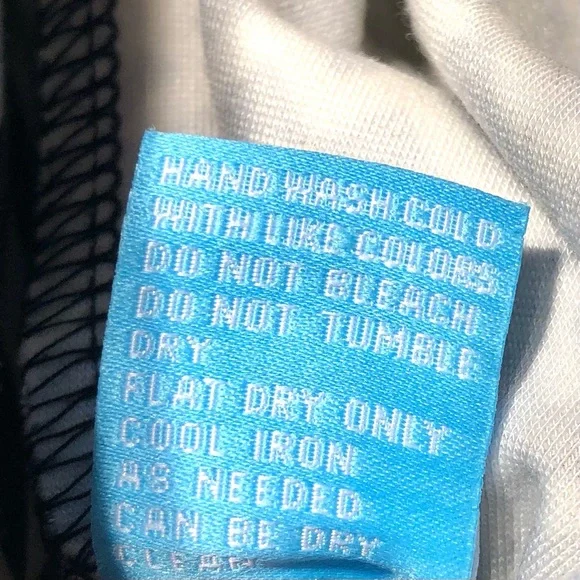 HAND WASH COLD
WITH LIKE COLORS
DO NOT BLEACH
DO NOT TUMBLE
DRY
FLAT DRY ONLY
COOL IRON
AS NEEDED
CAN BE DRY
CLEAN